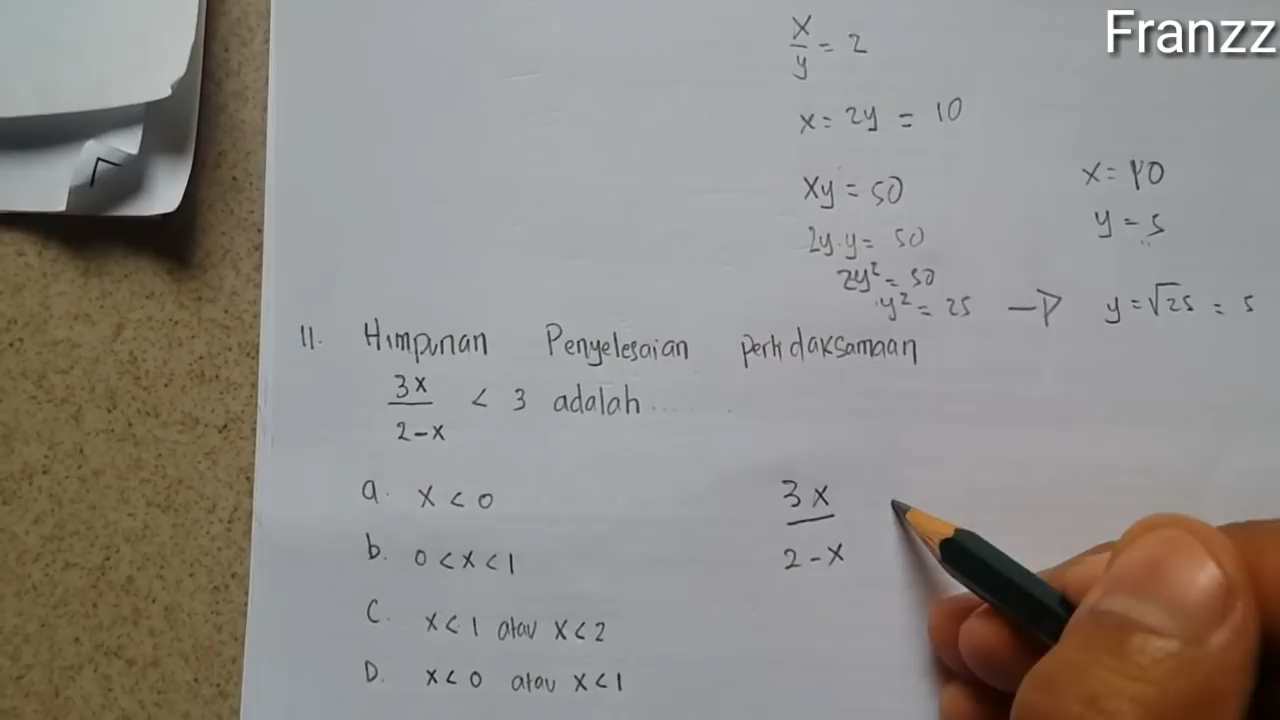 Franzz
x/y = 2
x = 2y = 10
xy = 50
2y.y = 50
2y² = 50
y² = 25 → y = √25 = 5
x = 10
y = 5
11. Himpunan Penyelesaian pertidaksamaan
3x/2-x < 3 adalah .....
a. x < 0
b. 0 < x < 1
C. x < 1 atau x < 2
D. x < 0 atau x < 1
3x/2-x